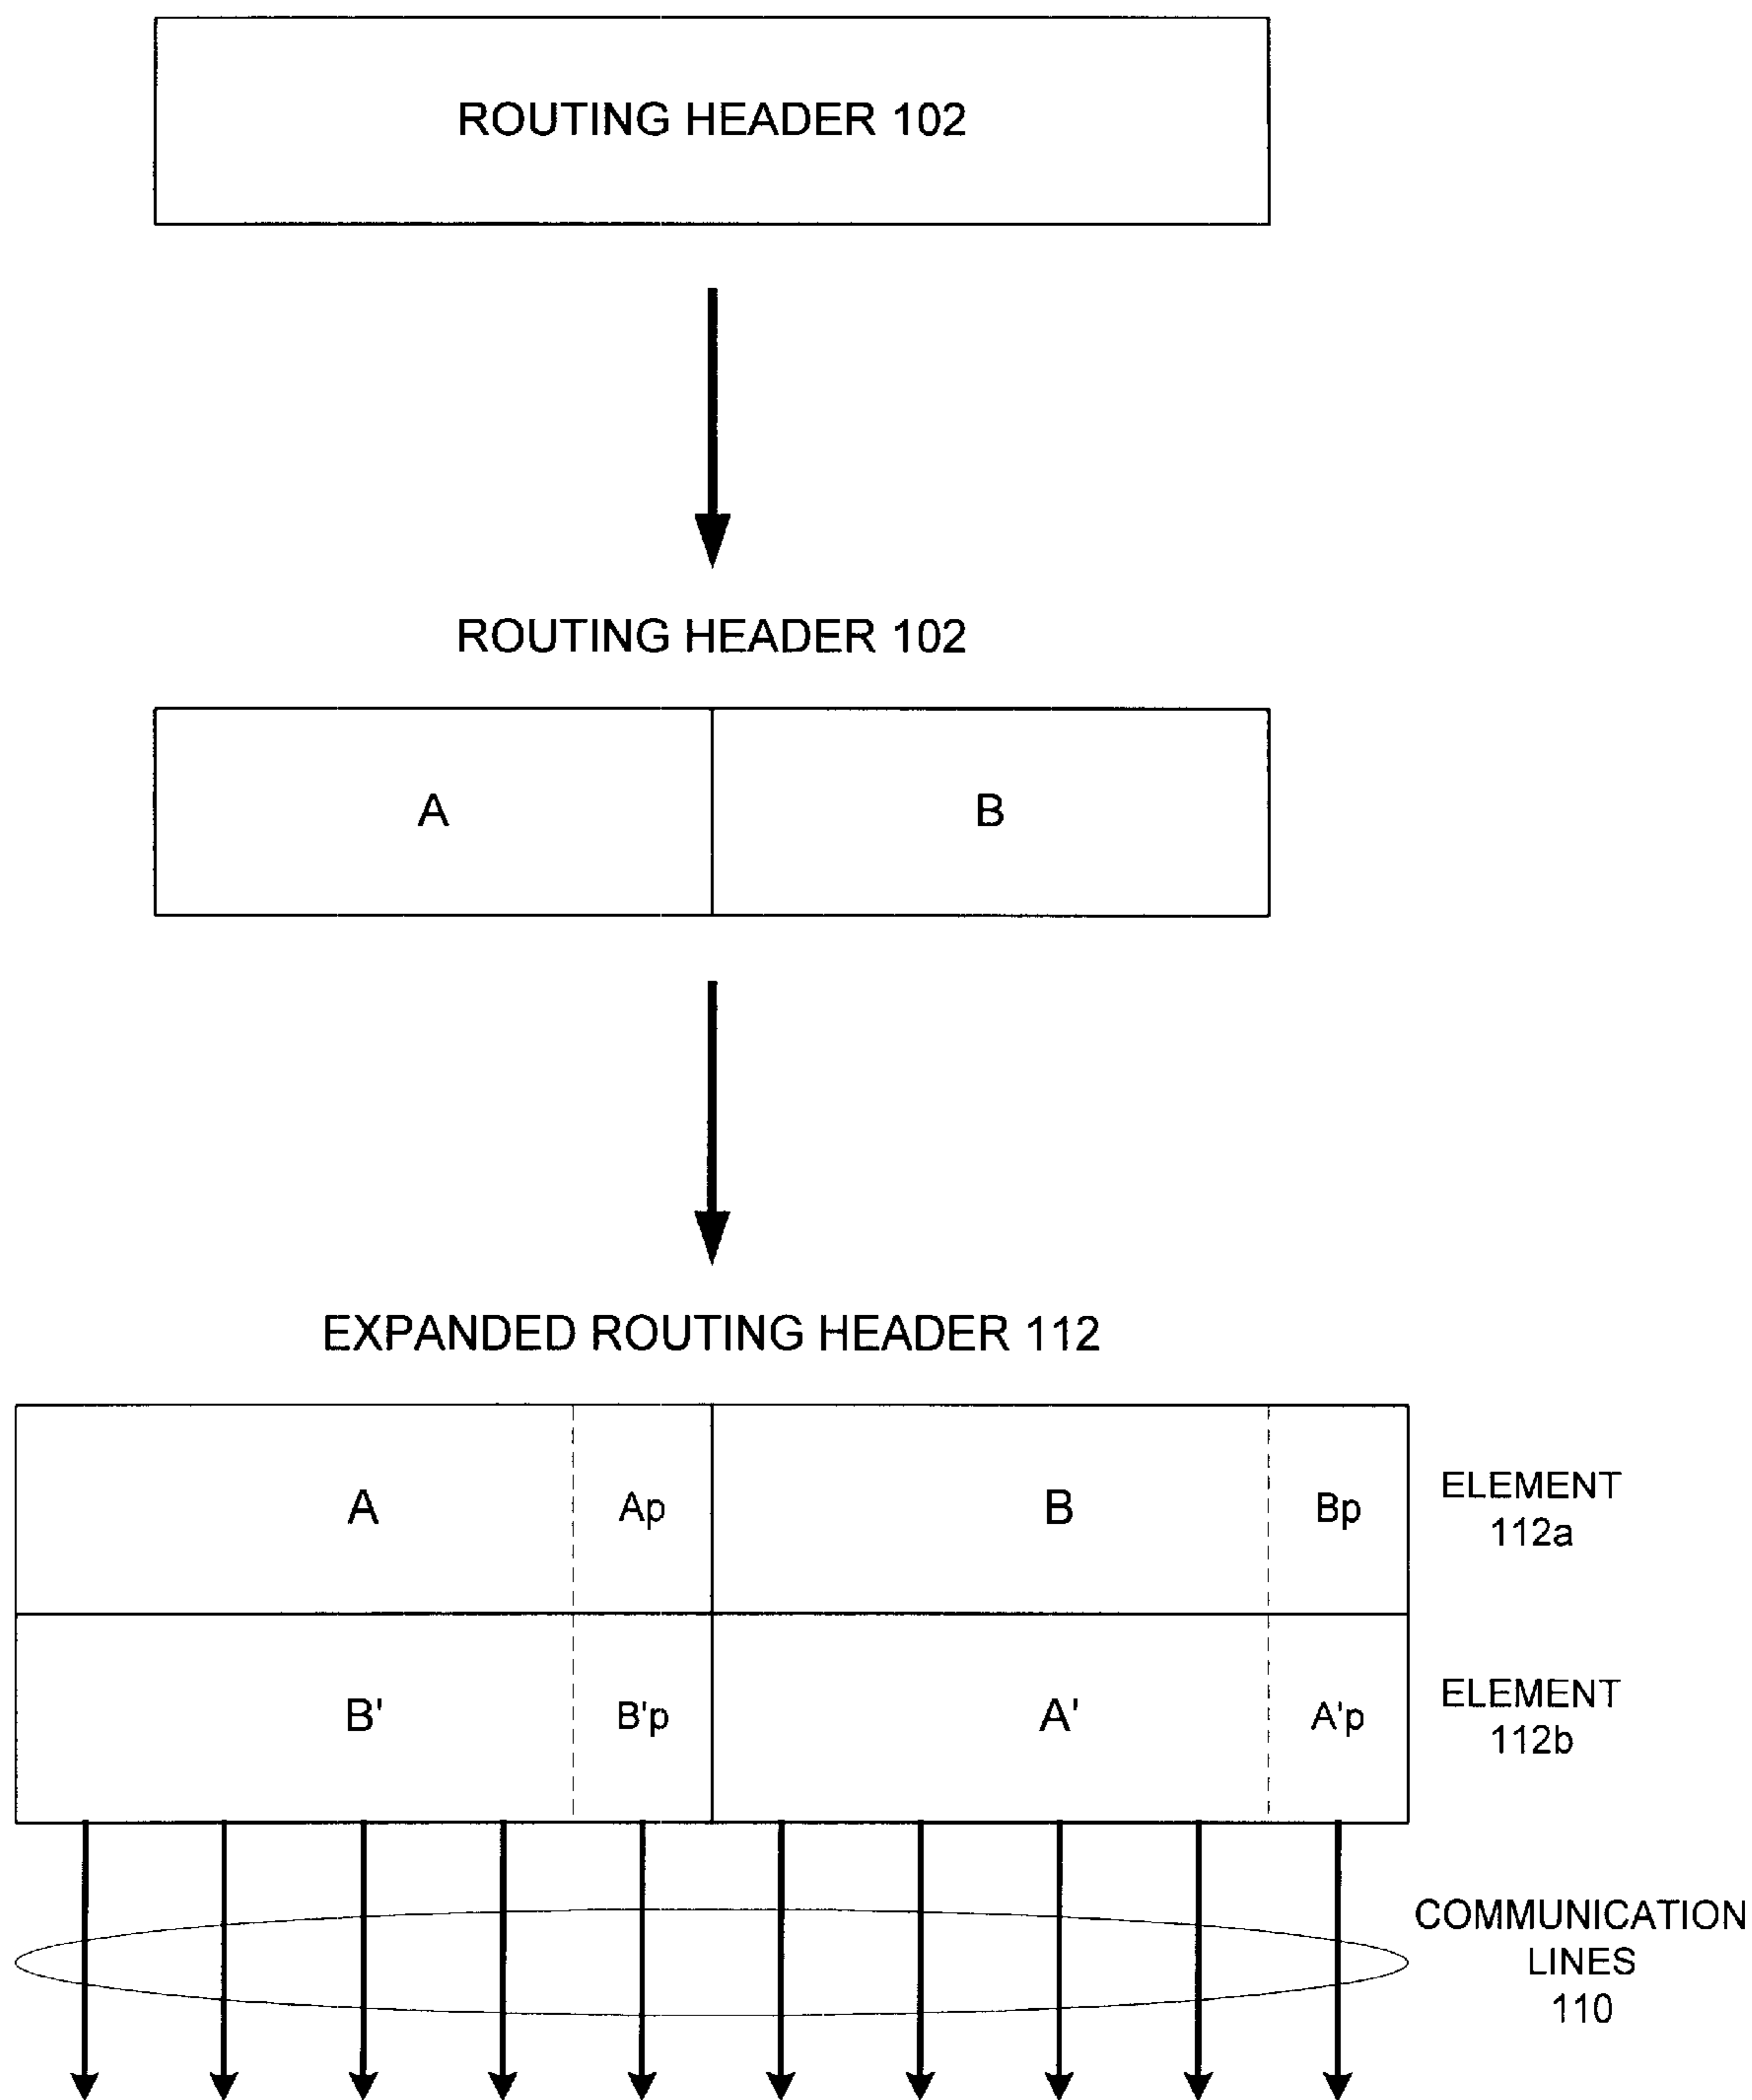 ROUTING HEADER 102
ROUTING HEADER 102
A B
EXPANDED ROUTING HEADER 112
A Ap B Bp
ELEMENT
112a
B' B'p A' A'p
ELEMENT
112b
COMMUNICATION
LINES
110